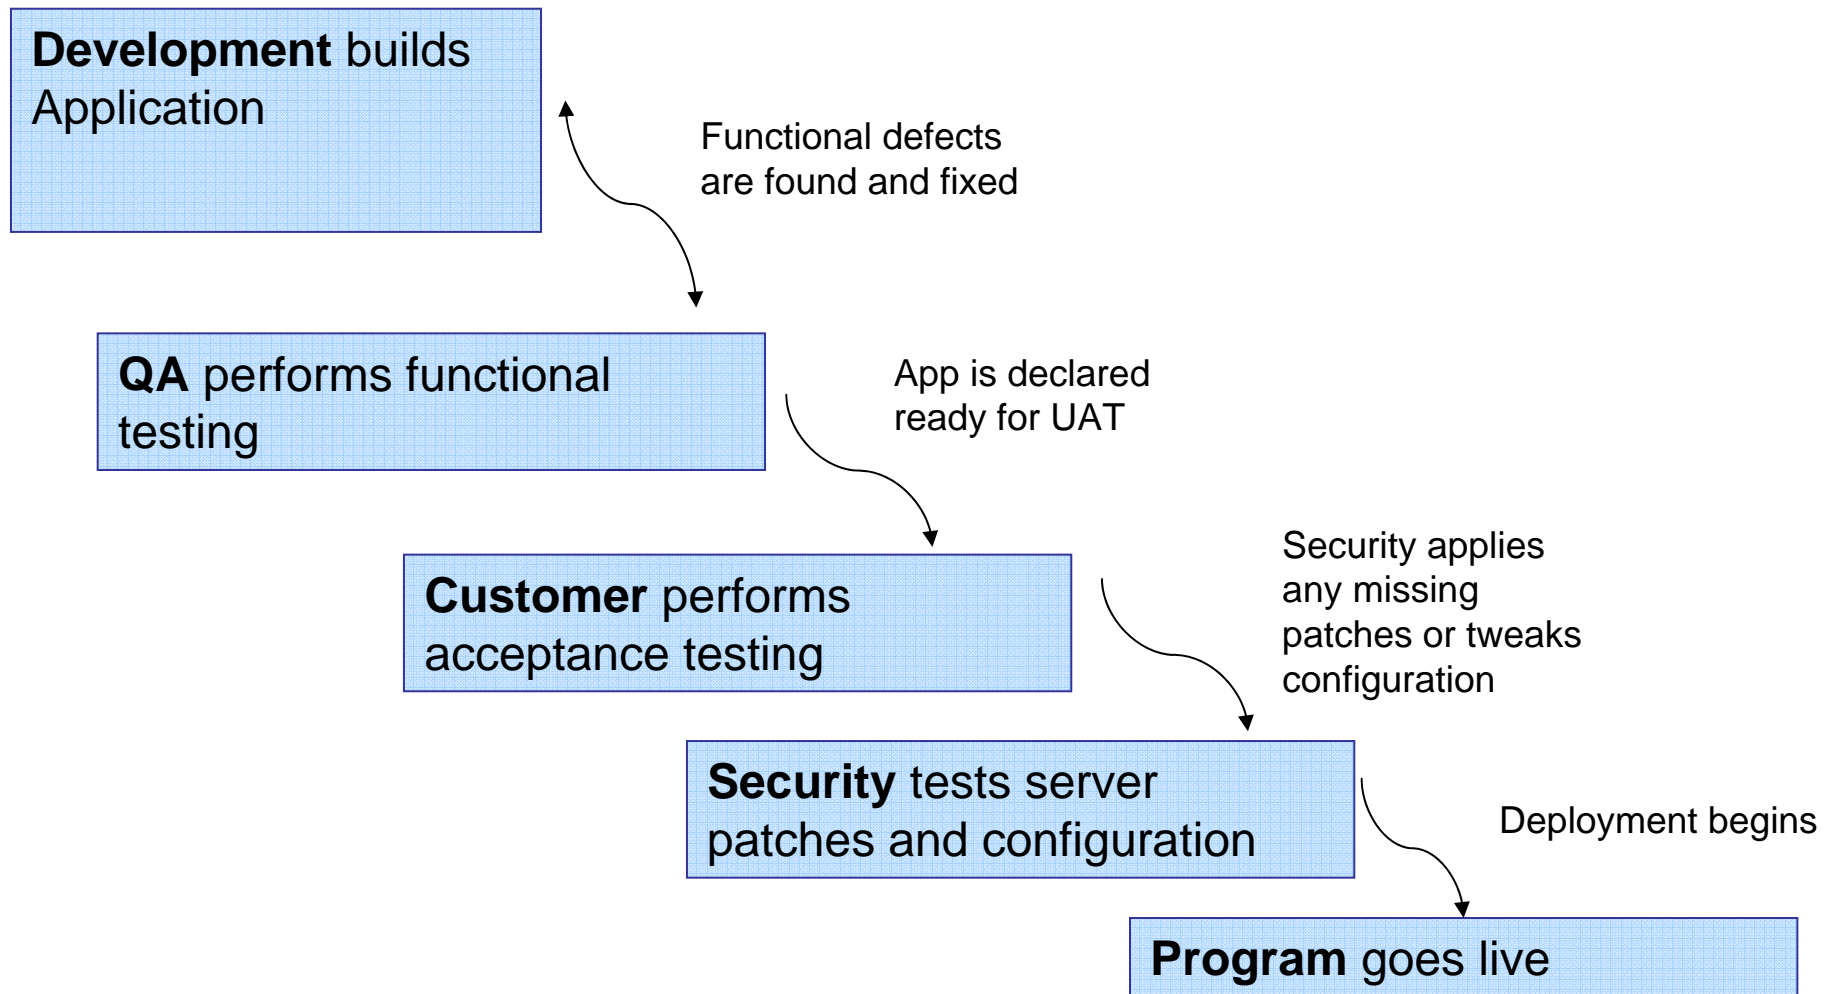 Development builds
Application
Functional defects
are found and fixed
QA performs functional
testing
App is declared
ready for UAT
Customer performs
acceptance testing
Security applies
any missing
patches or tweaks
configuration
Security tests server
patches and configuration
Deployment begins
Program goes live